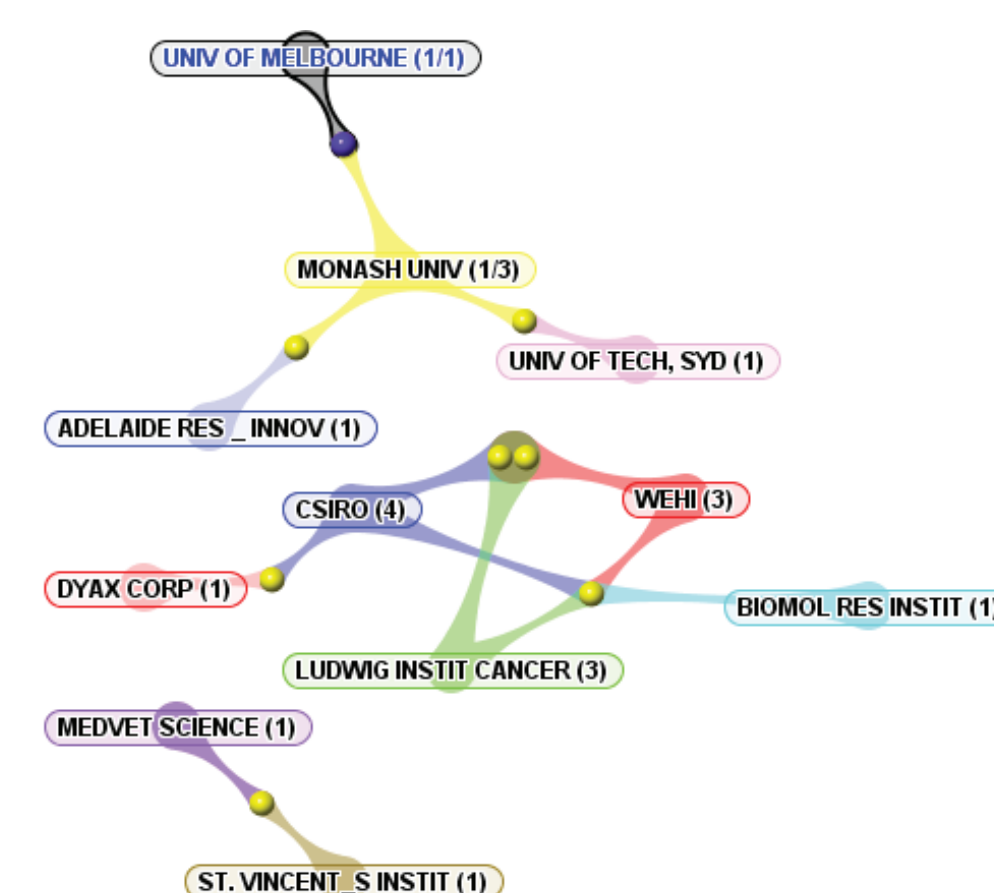 UNIV OF MELBOURNE (1/1)
MONASH UNIV (1/3)
UNIV OF TECH, SYD (1)
ADELAIDE RES _ INNOV (1)
WEHI (3)
CSIRO (4)
DYAX CORP (1)
BIOMOL RES INSTIT (1)
LUDWIG INSTIT CANCER (3)
MEDVET SCIENCE (1)
ST. VINCENT_S INSTIT (1)